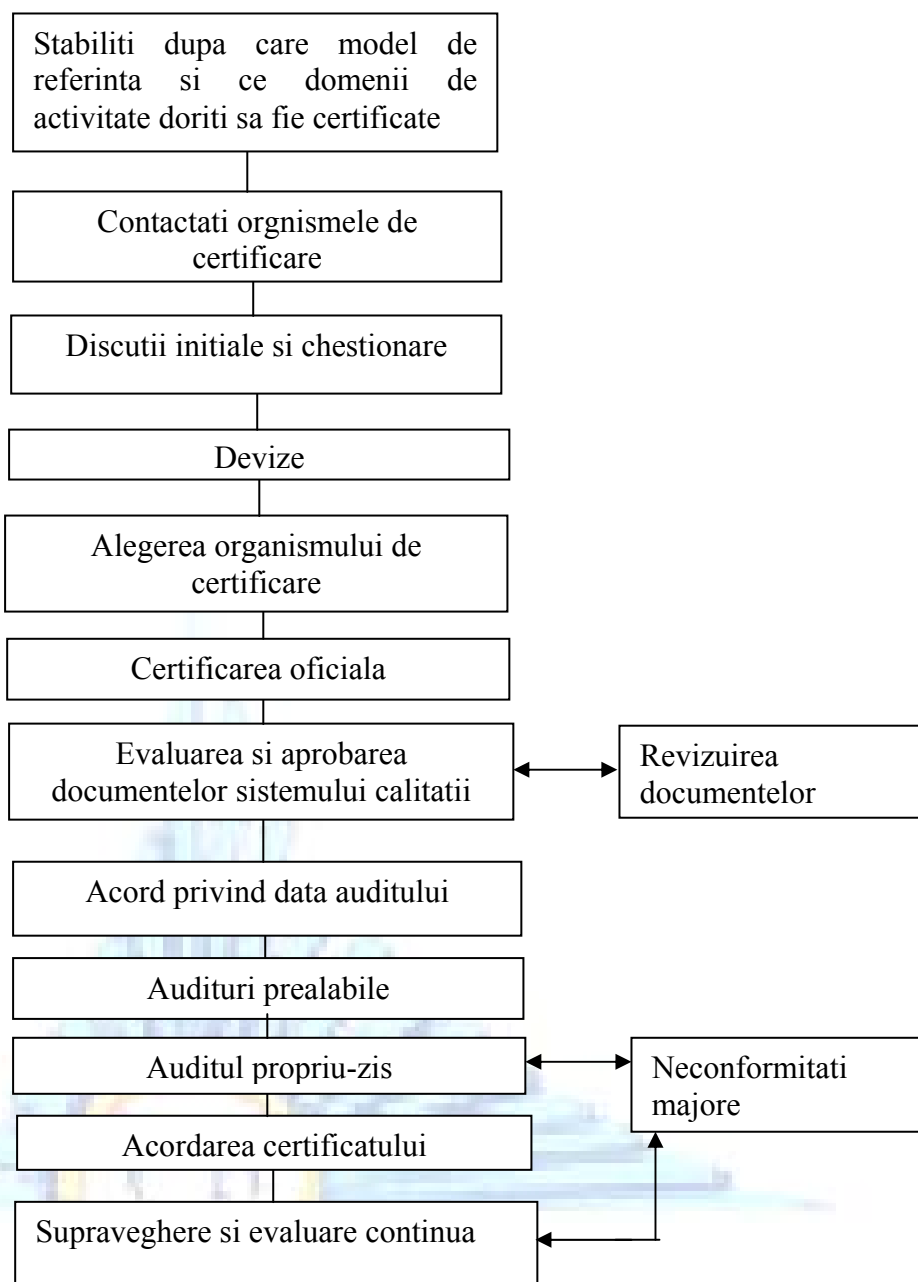 Stabiliti dupa care model de
referinta si ce domenii de
activitate doriti sa fie certificate
Contactati orgnismele de
certificare
Discutii initiale si chestionare
Devize
Alegerea organismului de
certificare
Certificarea oficiala
Evaluarea si aprobarea
documentelor sistemului calitatii
Revizuirea
documentelor
Acord privind data auditului
Audituri prealabile
Auditul propriu-zis
Neconformitati
majore
Acordarea certificatului
Supraveghere si evaluare continua